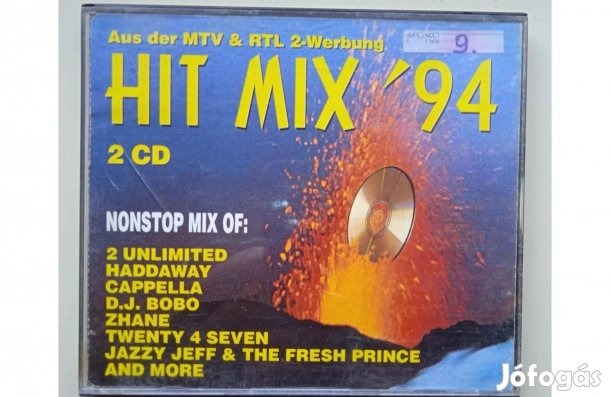 Aus der MTV & RTL 2-Werbung
9.
HIT MIX '94
2 CD
NONSTOP MIX OF:
2 UNLIMITED
HADDAWAY
CAPPELLA
D.J. BOBO
ZHANE
TWENTY 4 SEVEN
JAZZY JEFF & THE FRESH PRINCE
AND MORE
Jófogás